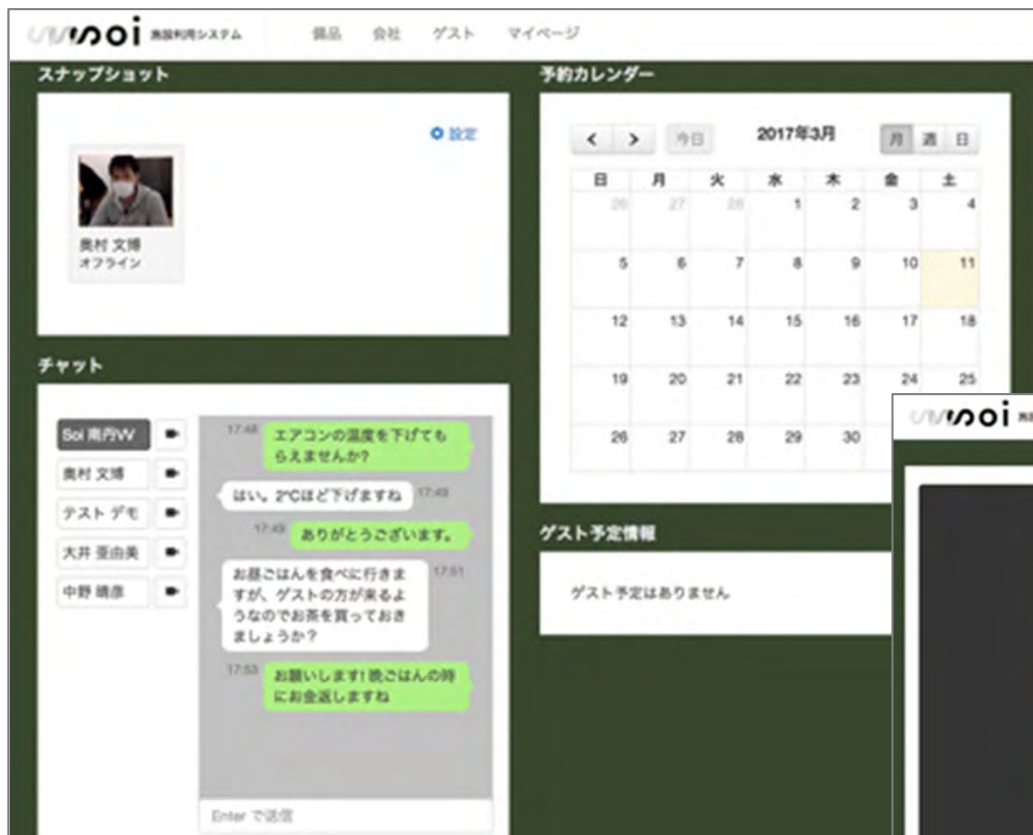 soi 施設利用システム 備品 会社 ゲスト マイページ
スナップショット
設定
奥村 文博
オフライン
チャット
Soi 南丹VV
奥村 文博
テスト デモ
大井 亜由美
中野 晴彦
17:48 エアコンの温度を下げても
らえませんか?
はい。2℃ほど下げますね 17:49
17:49 ありがとうございます。
お昼ごはんを食べに行きま 17:51
すが、ゲストの方が来るよ
うなのでお茶を買っておき
ましょうか?
17:53 お願いします! 晩ごはんの時
にお金返しますね
Enter で送信
予約カレンダー
今日 2017年3月 月 週 日
日 月 火 水 木 金 土
26 27 28 1 2 3 4
5 6 7 8 9 10 11
12 13 14 15 16 17 18
19 20 21 22 23 24 25
26 27 28 29 30
ゲスト予定情報
ゲスト予定はありません
soi